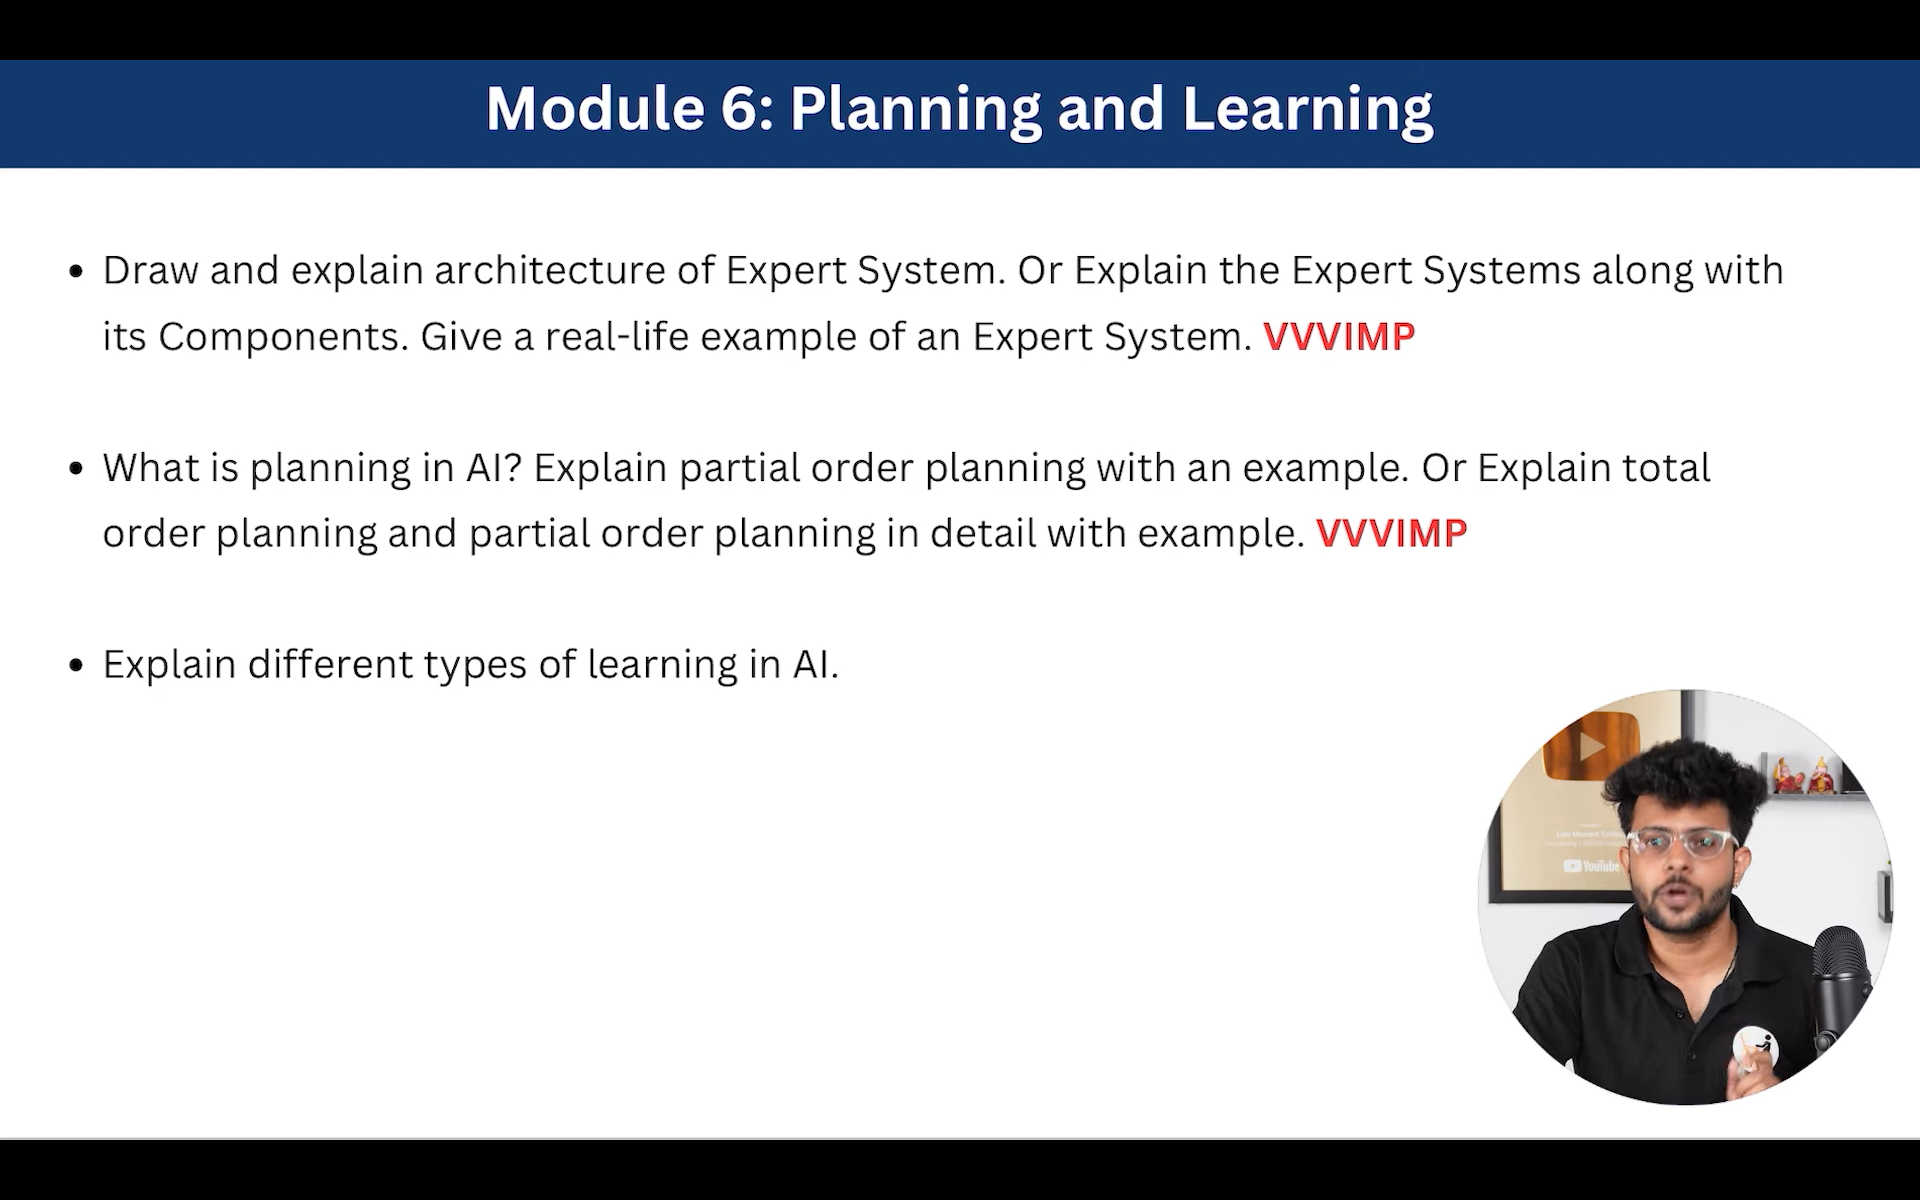 Module 6: Planning and Learning
• Draw and explain architecture of Expert System. Or Explain the Expert Systems along with
its Components. Give a real-life example of an Expert System. VVVIMP
• What is planning in AI? Explain partial order planning with an example. Or Explain total
order planning and partial order planning in detail with example. VVVIMP
• Explain different types of learning in AI.
YouTube